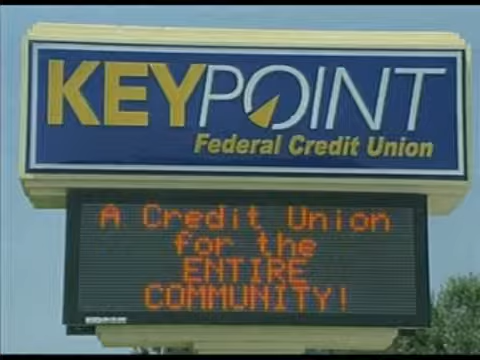 KEYPOINT
Federal Credit Union
A Credit Union
for the
ENTIRE
COMMUNITY!